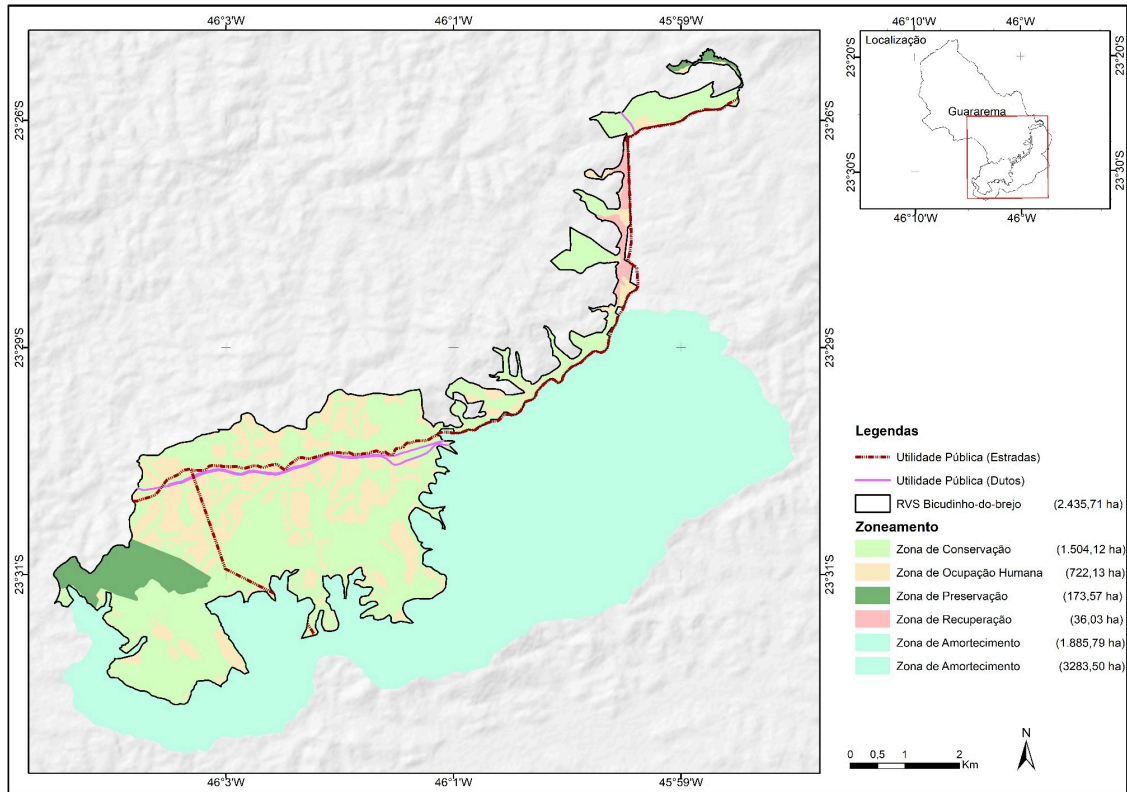 46°3'W 46°1'W 45°59'W
23°26'S
23°29'S
23°31'S
23°26'S
23°29'S
23°31'S
46°3'W 46°1'W 45°59'W
46°10'W 46°W
Localização
Guararema
23°20'S
23°30'S
23°20'S
23°30'S
46°10'W 46°W
Legendas
Utilidade Pública (Estradas)
Utilidade Pública (Dutos)
RVS Bicudinho-do-brejo (2.435,71 ha)
Zoneamento
Zona de Conservação (1.504,12 ha)
Zona de Ocupação Humana (722,13 ha)
Zona de Preservação (173,57 ha)
Zona de Recuperação (36,03 ha)
Zona de Amortecimento (1.885,79 ha)
Zona de Amortecimento (3283,50 ha)
N
0 0,5 1 2
Km